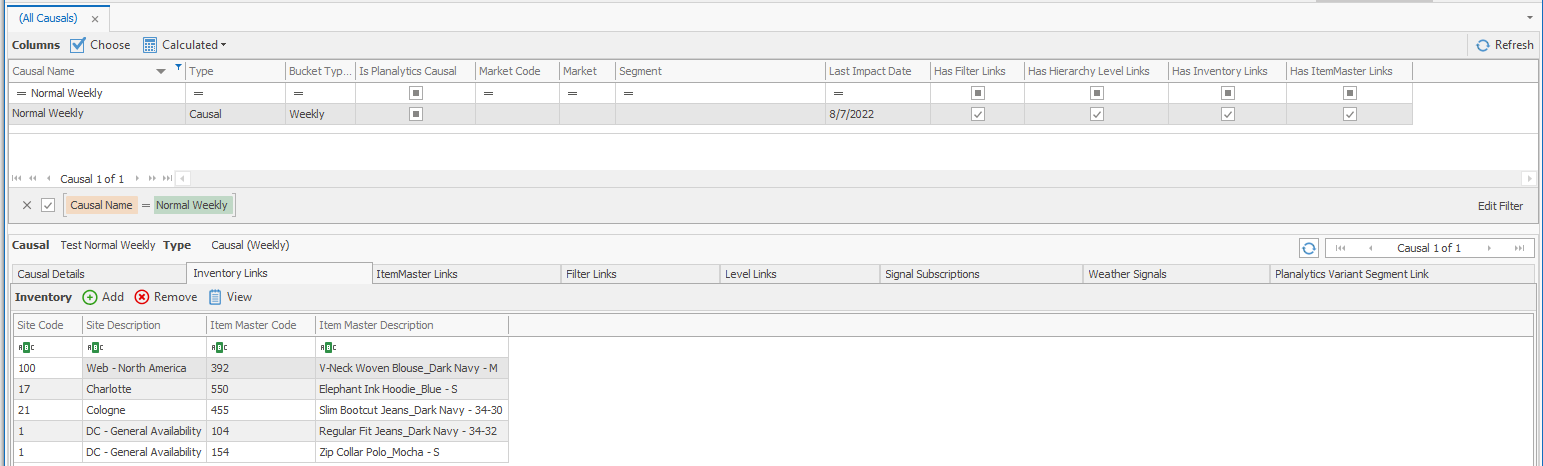 (All Causals)
Columns Choose Calculated Refresh
Causal Name Type Bucket Typ... Is Planalytics Causal Market Code Market Segment Last Impact Date Has Filter Links Has Hierarchy Level Links Has Inventory Links Has ItemMaster Links
= Normal Weekly = = = = = =
Normal Weekly Causal Weekly 8/7/2022
Causal 1 of 1
Causal Name = Normal Weekly Edit Filter
Causal Test Normal Weekly Type Causal (Weekly) Causal 1 of 1
Causal Details Inventory Links ItemMaster Links Filter Links Level Links Signal Subscriptions Weather Signals Planalytics Variant Segment Link
Inventory Add Remove View
Site Code Site Description Item Master Code Item Master Description
ABC ABC ABC ABC
100 Web - North America 392 V-Neck Woven Blouse_Dark Navy - M
17 Charlotte 550 Elephant Ink Hoodie_Blue - S
21 Cologne 455 Slim Bootcut Jeans_Dark Navy - 34-30
1 DC - General Availability 104 Regular Fit Jeans_Dark Navy - 34-32
1 DC - General Availability 154 Zip Collar Polo_Mocha - S